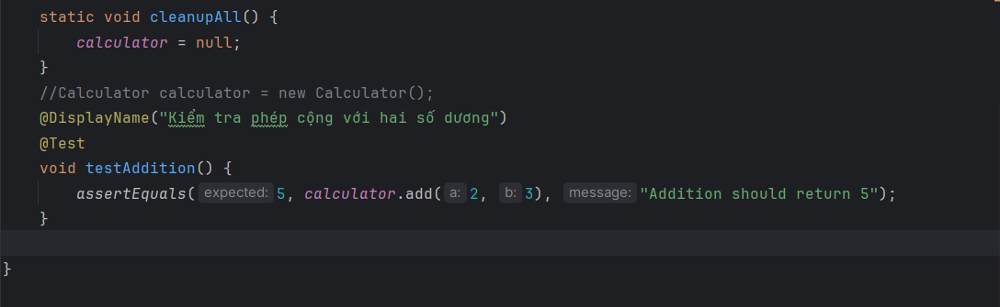 static void cleanupAll() {
calculator = null;
}
//Calculator calculator = new Calculator();
@DisplayName("Kiểm tra phép cộng với hai số dương")
@Test
void testAddition() {
assertEquals( expected: 5, calculator.add( a: 2, b: 3), message: "Addition should return 5");
}
}